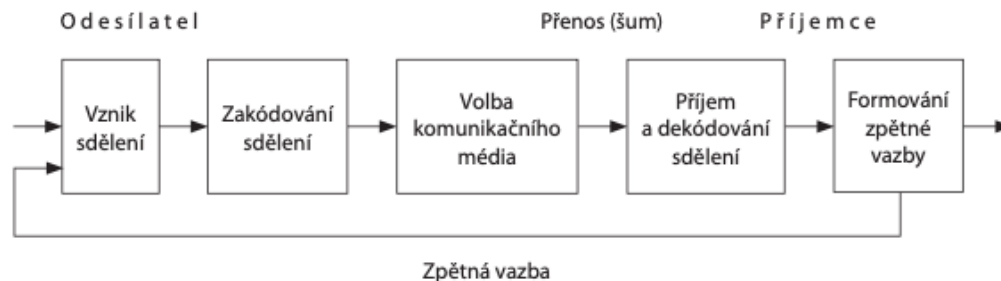 Odesílatel
Přenos (šum)
Příjemce
Vznik
sdělení
Zakódování
sdělení
Volba
komunikačního
média
Příjem
a dekódování
sdělení
Formování
zpětné
vazby
Zpětná vazba